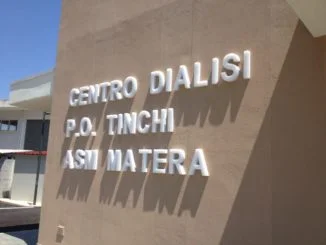 CENTRO DIALISI
P.O. TINCHI
ASM MATERA